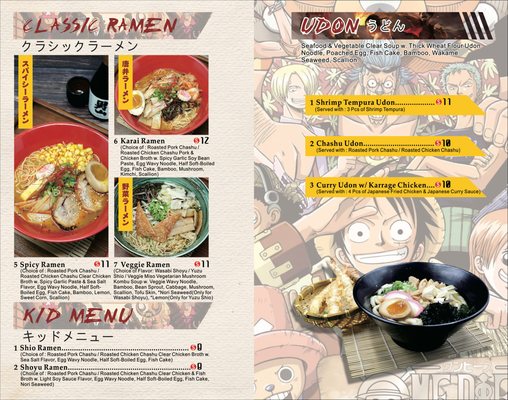 CLASSIC RAMEN
クラシックラーメン
スパイシーラーメン
唐井ラーメン
6 Karai Ramen $12
(Choice of : Roasted Pork Chashu /
Roasted Chicken Chashu Pork &
Chicken Broth w. Spicy Garlic Soy Bean
Paste, Egg Wavy Noodle, Half Soft-Boiled
Egg, Fish Cake, Bamboo, Mushroom,
Kimchi, Scallion)
野菜ラーメン
5 Spicy Ramen $11
(Choice of : Roasted Pork Chashu /
Roasted Chicken Chashu Clear Chicken
Broth w. Spicy Garlic Paste & Sea Salt
Flavor, Egg Wavy Noodle, Half Soft-Boil-
ed Egg, Fish Cake, Bamboo, Lemon,
Sweet Corn, Scallion)
7 Veggie Ramen $11
(Choice of Flavor: Wasabi Shoyu / Yuzu
Shio / Veggie Miso Vegetarian Mushroom
Kombu Soup w. Veggie Wavy Noodle,
Bamboo, Bean Sprout, Cabbage, Mushroom,
Scallion, Tofu Skin, *Nori Seaweed(Only for
Wasabi Shoyu), *Lemon(Only for Yuzu Shio)
KID MENU
キッドメニュー
1 Shio Ramen
(Choice of : Roasted Pork Chashu / Roasted Chicken Chashu Clear Chicken Broth w.
Sea Salt Flavor, Egg Wavy Noodle, Half Soft-Boiled Egg, Fish Cake)
2 Shoyu Ramen
(Choice of : Roasted Pork Chashu / Roasted Chicken Chashu Clear Chicken & Fish
Broth w. Light Soy Sauce Flavor, Egg Wavy Noodle, Half Soft-Boiled Egg, Fish Cake,
Nori Seaweed)
UDON うどん
Seafood & Vegetable Clear Soup w. Thick Wheat Flour Udon
Noodle, Poached Egg, Fish Cake, Bamboo, Wakame
Seaweed, Scallion
1 Shrimp Tempura Udon....................$11
(Served with : 3 Pcs of Shrimp Tempura)
2 Chashu Udon....................$10
(Served with : Roasted Pork Chashu / Roasted Chicken Chashu)
3 Curry Udon w/ Karrage Chicken....$10
(Served with : 4 Pcs of Japanese Fried Chicken & Japanese Curry Sauce)